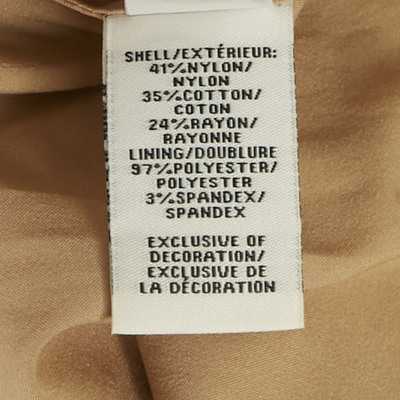 SHELL/EXTÉRIEUR:
41%NYLON/
NYLON
35%COTTON/
COTON
24%RAYON/
RAYONNE
LINING/DOUBLURE
97%POLYESTER/
POLYESTER
3%SPANDEX/
SPANDEX
EXCLUSIVE OF
DECORATION/
EXCLUSIVE DE
LA DÉCORATION